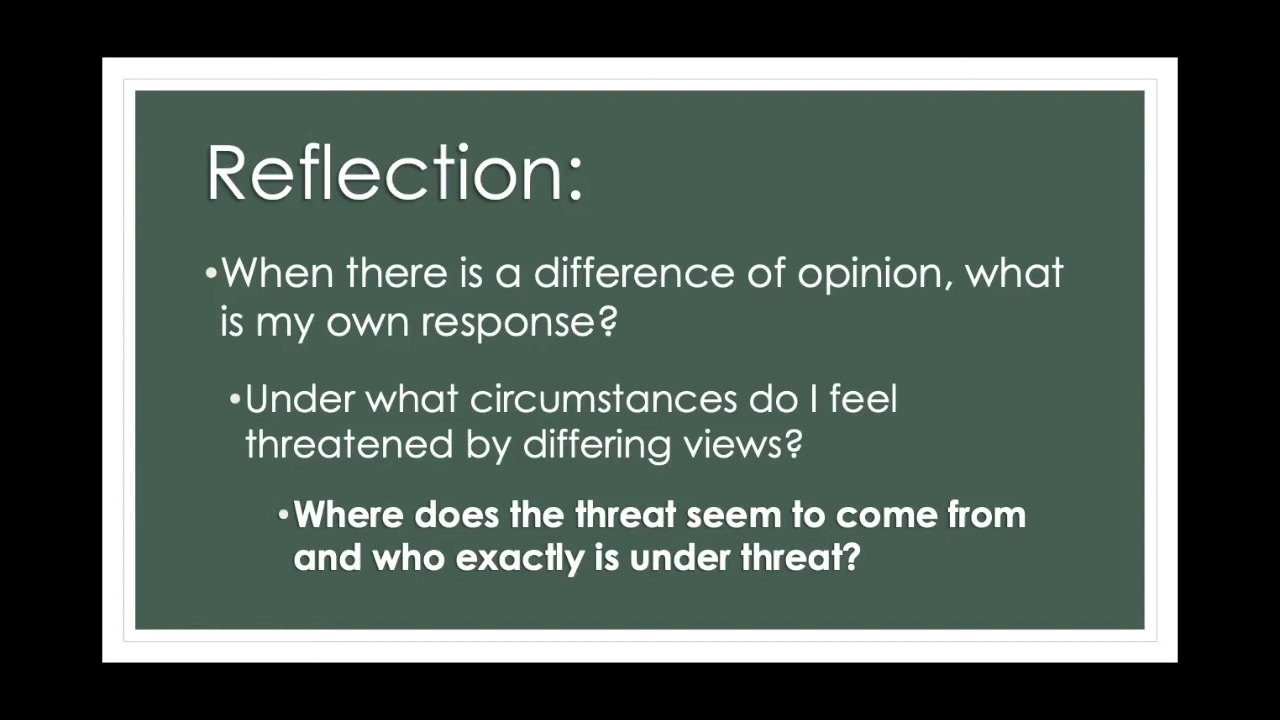 Reflection:
•When there is a difference of opinion, what
is my own response?
•Under what circumstances do I feel
threatened by differing views?
•Where does the threat seem to come from
and who exactly is under threat?